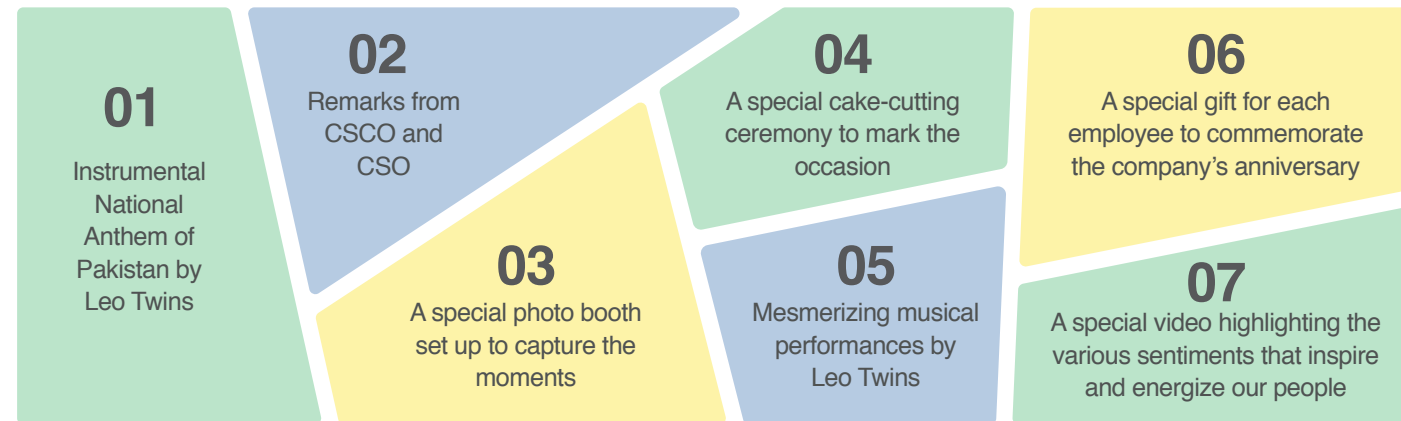 01
Instrumental
National
Anthem of
Pakistan by
Leo Twins
02
Remarks from
CSCO and
CSO
03
A special photo booth
set up to capture the
moments
04
A special cake-cutting
ceremony to mark the
occasion
05
Mesmerizing musical
performances by
Leo Twins
06
A special gift for each
employee to commemorate
the company’s anniversary
07
A special video highlighting the
various sentiments that inspire
and energize our people